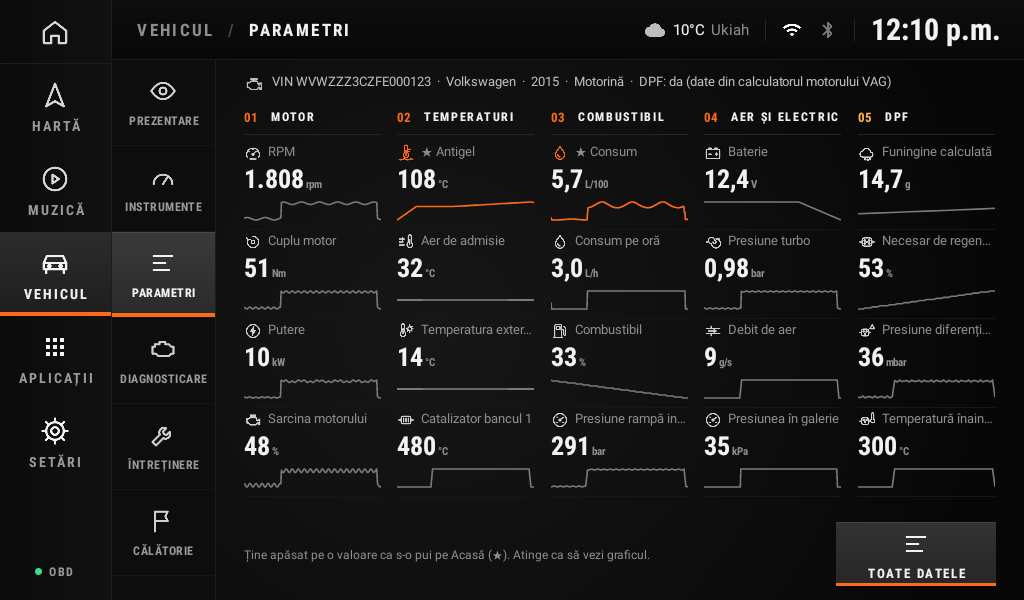 VEHICUL / PARAMETRI
10°C Ukiah
12:10 p.m.
HARTĂ
MUZICĂ
VEHICUL
APLICAȚII
SETĂRI
OBD
PREZENTARE
INSTRUMENTE
PARAMETRI
DIAGNOSTICARE
ÎNTREȚINERE
CĂLĂTORIE
VIN WVWZZZ3CZFE000123 · Volkswagen · 2015 · Motorină · DPF: da (date din calculatorul motorului VAG)
01 MOTOR
RPM
1.808 rpm
Cuplu motor
51 Nm
Putere
10 kW
Sarcina motorului
48 %
02 TEMPERATURI
★ Antigel
108 °C
Aer de admisie
32 °C
Temperatura exter...
14 °C
Catalizator bancul 1
480 °C
03 COMBUSTIBIL
★ Consum
5,7 L/100
Consum pe oră
3,0 L/h
Combustibil
33 %
Presiune rampă in...
291 bar
04 AER ȘI ELECTRIC
Baterie
12,4 V
Presiune turbo
0,98 bar
Debit de aer
9 g/s
Presiunea în galerie
35 kPa
05 DPF
Funingine calculată
14,7 g
Necesar de regen...
53 %
Presiune diferenți...
36 mbar
Temperatură înain...
300 °C
Ține apăsat pe o valoare ca s-o pui pe Acasă (★). Atinge ca să vezi graficul.
TOATE DATELE